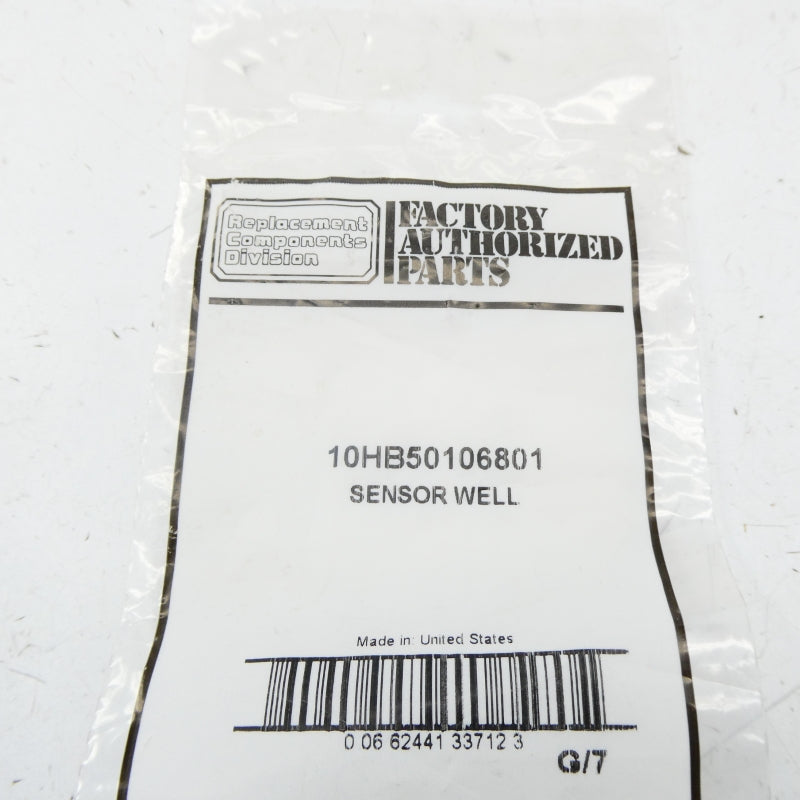 Replacement
Components
Division
FACTORY
AUTHORIZED
PARTS
10HB50106801
SENSOR WELL
Made in: United States
0 06 62441 33712 3
G/7